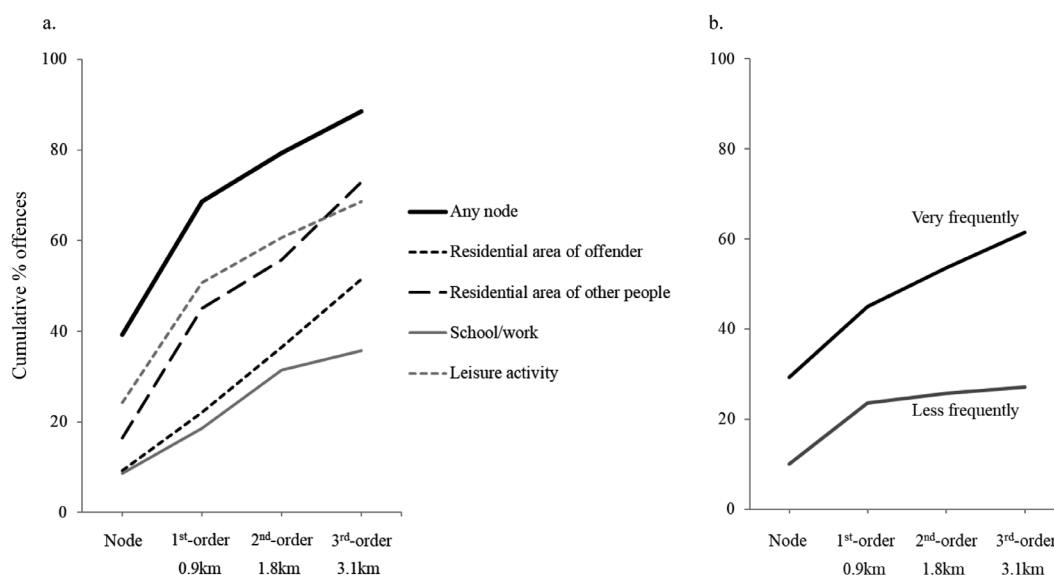 a.
100
80
60
40
20
0
Cumulative % offences
Node
1st-order
0.9km
2nd-order
1.8km
3rd-order
3.1km
Any node
Residential area of offender
Residential area of other people
School/work
Leisure activity
b.
100
80
60
40
20
0
Very frequently
Less frequently
Node
1st-order
0.9km
2nd-order
1.8km
3rd-order
3.1km